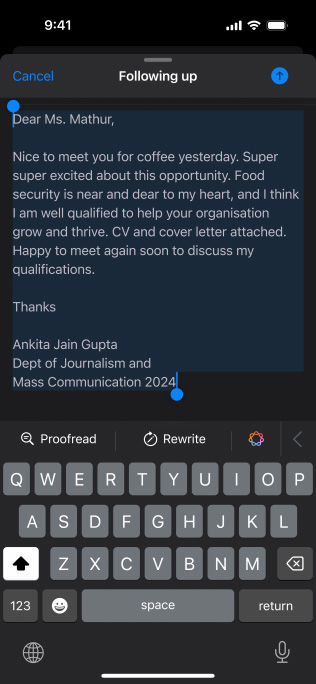 9:41
Cancel
Following up
Dear Ms. Mathur,
Nice to meet you for coffee yesterday. Super
super excited about this opportunity. Food
security is near and dear to my heart, and I think
I am well qualified to help your organisation
grow and thrive. CV and cover letter attached.
Happy to meet again soon to discuss my
qualifications.
Thanks
Ankita Jain Gupta
Dept of Journalism and
Mass Communication 2024
Proofread
Rewrite
Q W E R T Y U I O P
A S D F G H J K L
Z X C V B N M
123
space
return